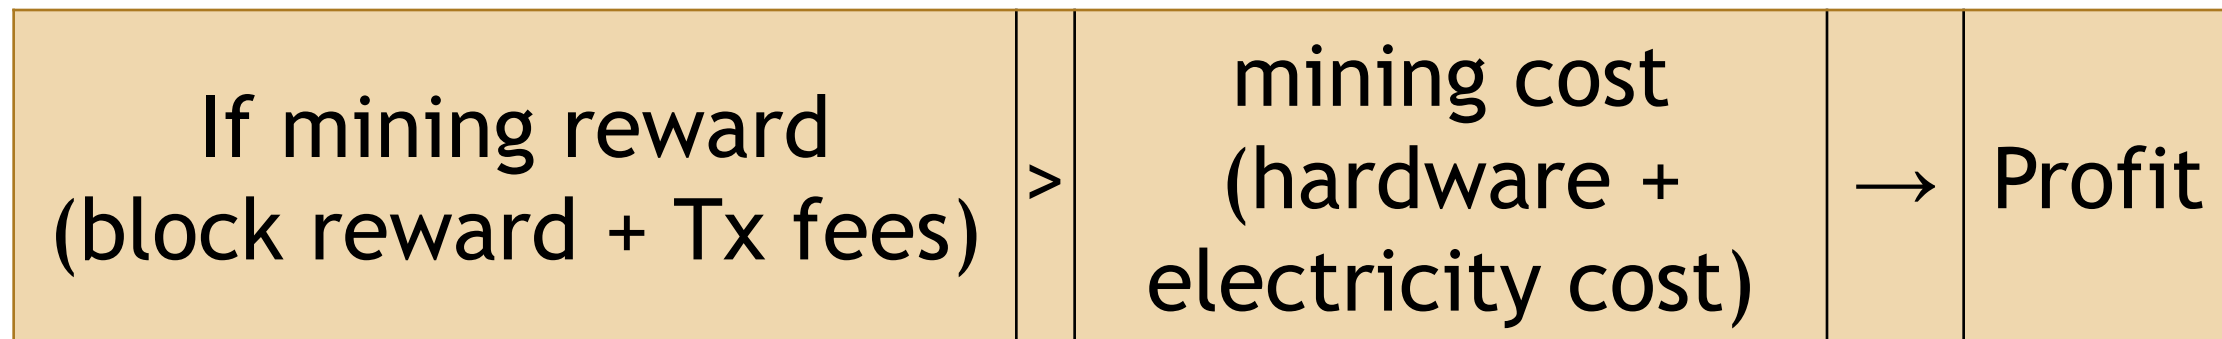 If mining reward
(block reward + Tx fees)
>
mining cost
(hardware +
electricity cost)
→
Profit